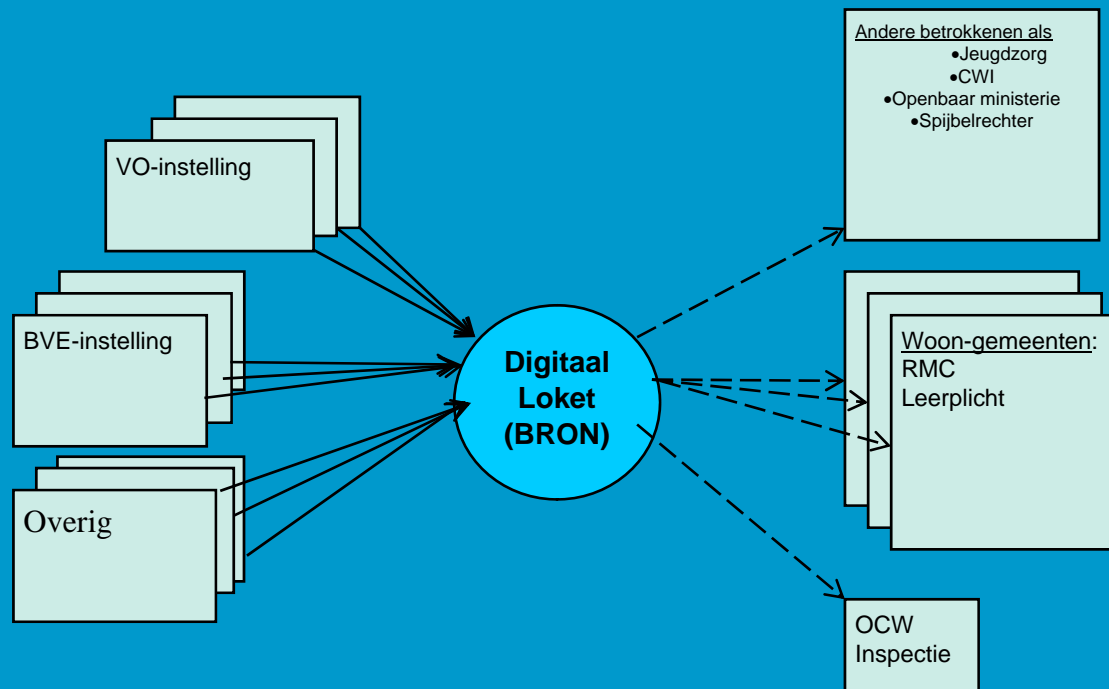 VO-instelling
BVE-instelling
Overig
Digitaal
Loket
(BRON)
Andere betrokkenen als
•Jeugdzorg
•CWI
•Openbaar ministerie
•Spijbelrechter
Woon-gemeenten:
RMC
Leerplicht
OCW
Inspectie